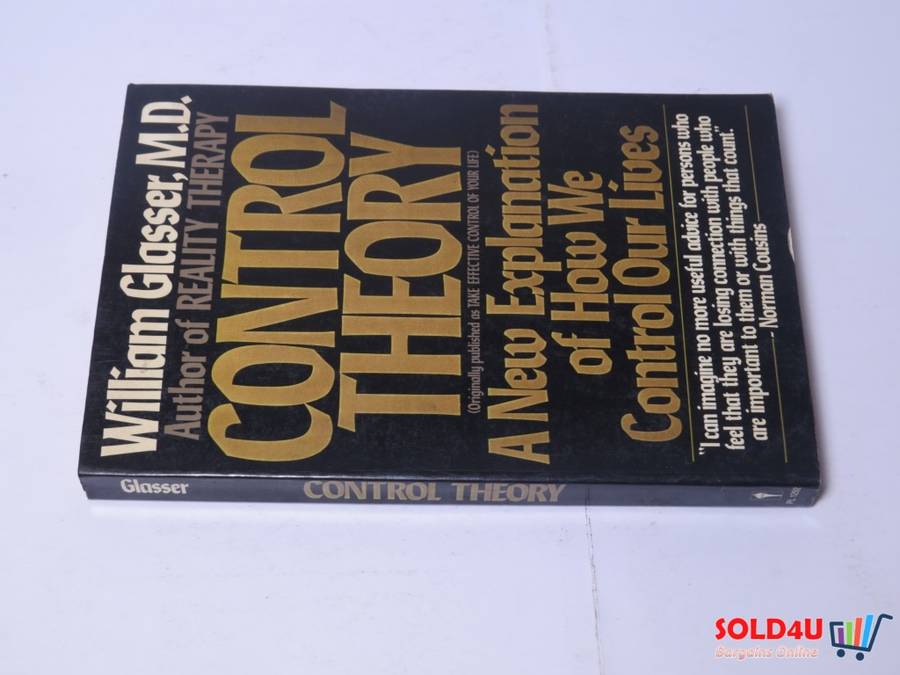 William Glasser, M.D.
Author of REALITY THERAPY
CONTROL
THEORY
(Originally published as TAKE EFFECTIVE CONTROL OF YOUR LIFE)
A New Explanation
of How We
Control Our Lives
"I can imagine no more useful advice for persons who
feel that they are losing connection with people who
are important to them or with things that count."
- Norman Cousins
Glasser CONTROL THEORY
SOLD4U
Bargains Online